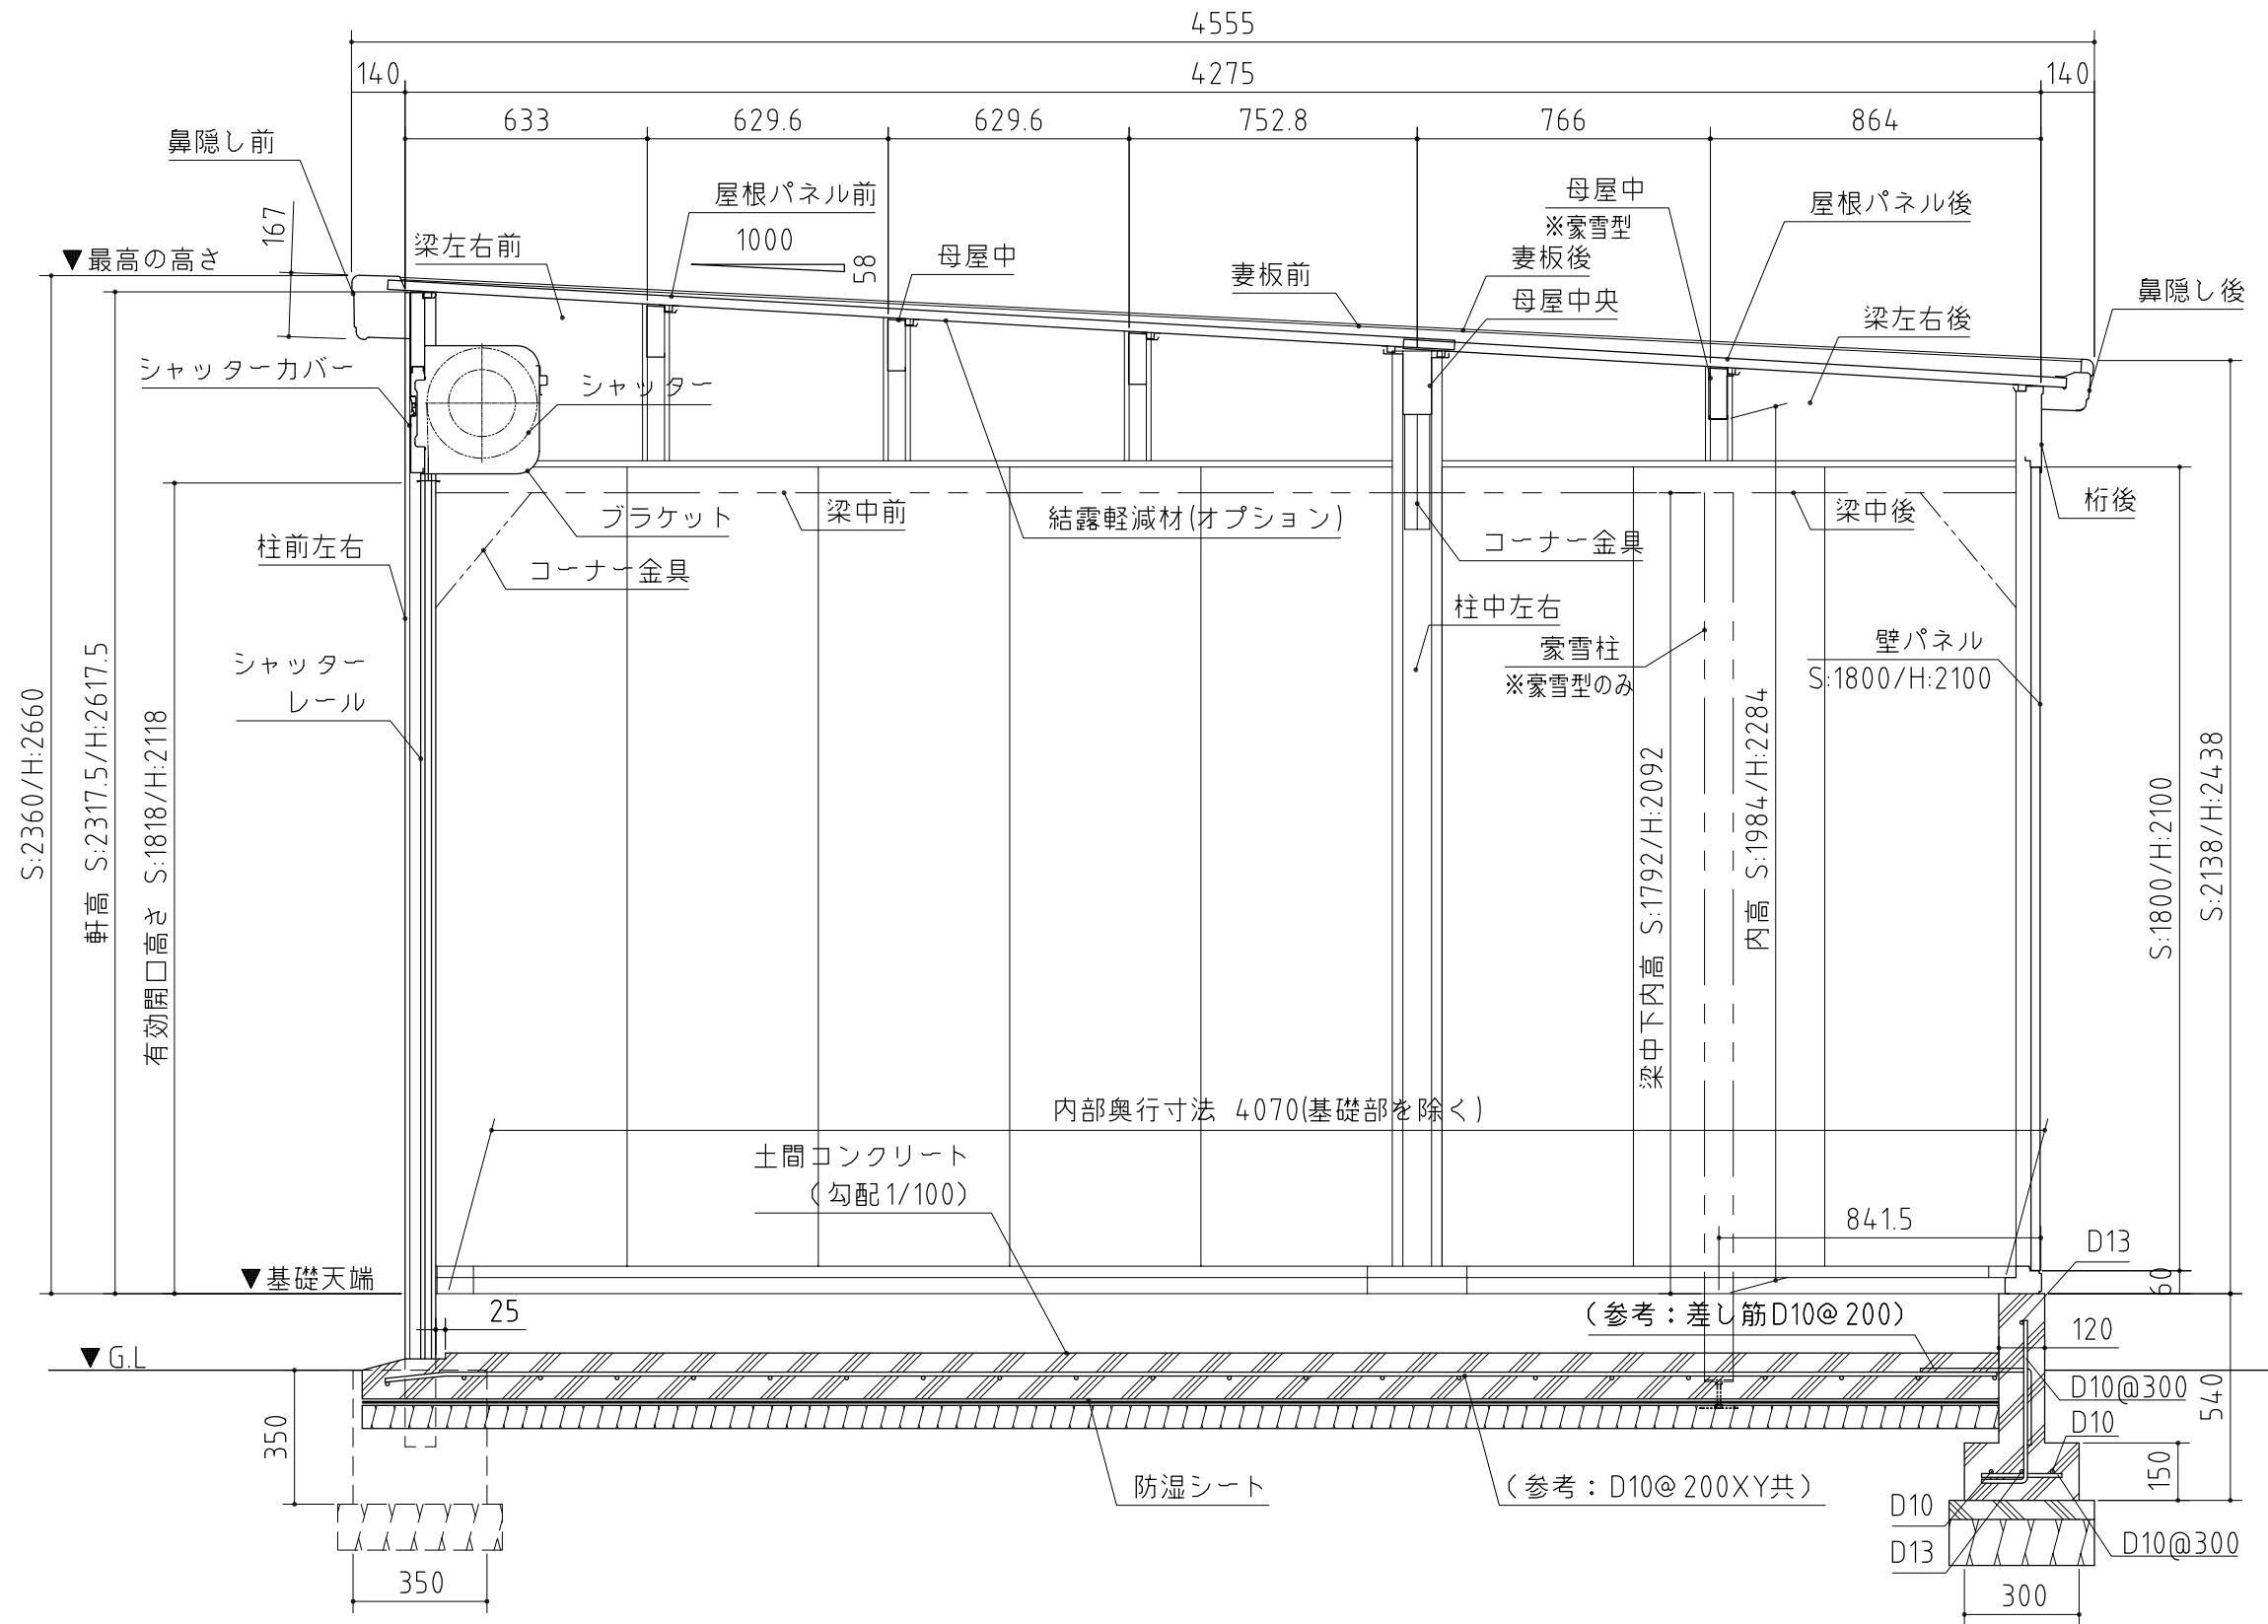 4555
140
4275
140
633
629.6
629.6
752.8
766
864
鼻隠し前
167
▼最高の高さ
梁左右前
屋根パネル前
1000
58
母屋中
妻板前
母屋中
※豪雪型
妻板後
母屋中央
屋根パネル後
梁左右後
鼻隠し後
シャッターカバー
シャッター
ブラケット
梁中前
結露軽減材(オプション)
コーナー金具
梁中後
桁後
柱前左右
コーナー金具
柱中左右
豪雪柱
※豪雪型のみ
壁パネル
S:1800/H:2100
シャッター
レール
S:2360/H:2660
軒高 S:2317.5/H:2617.5
有効開口高さ S:1818/H:2118
梁中下内高 S:1792/H:2092
内高 S:1984/H:2284
S:1800/H:2100
S:2138/H:2438
内部奥行寸法 4070(基礎部を除く)
土間コンクリート
(勾配1/100)
841.5
D13
▼基礎天端
60
25
(参考：差し筋D10@200)
120
▼G.L
D10@300
540
D10
350
150
防湿シート
(参考：D10@200XY共)
D10
D13
D10@300
350
300